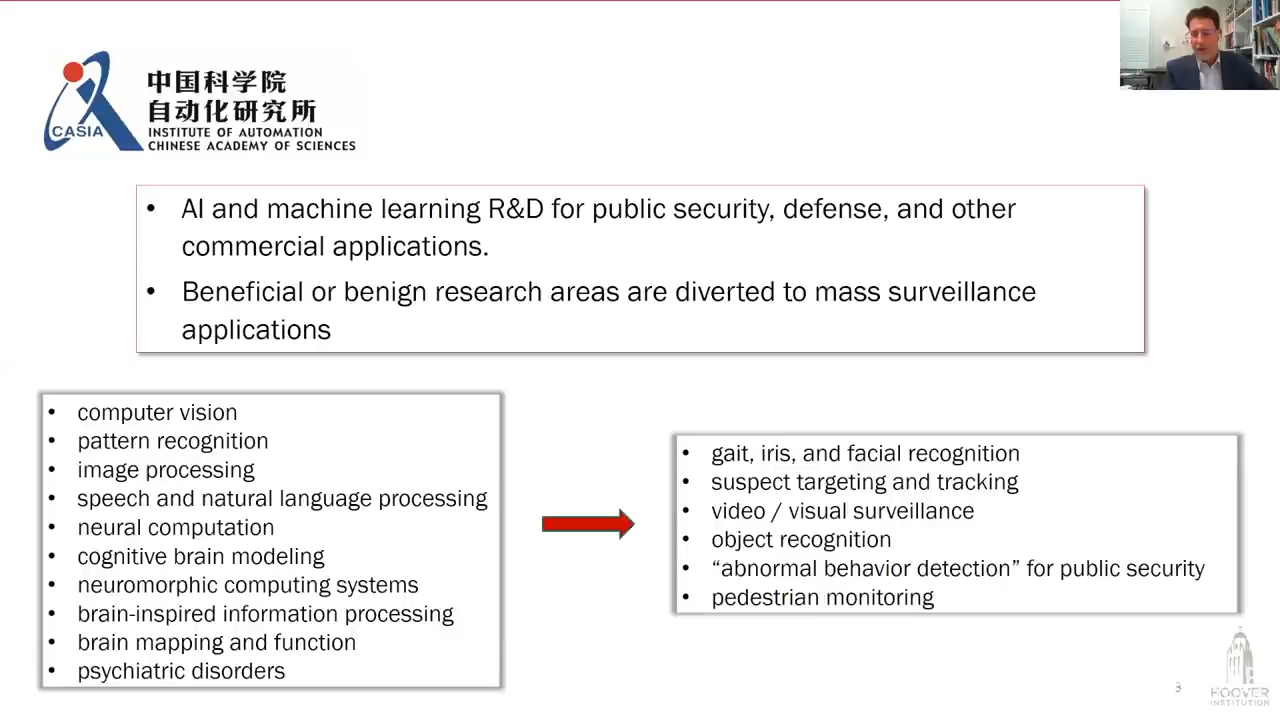 中国科学院
自动化研究所
INSTITUTE OF AUTOMATION
CHINESE ACADEMY OF SCIENCES
CASIA
• AI and machine learning R&D for public security, defense, and other
commercial applications.
• Beneficial or benign research areas are diverted to mass surveillance
applications
• computer vision
• pattern recognition
• image processing
• speech and natural language processing
• neural computation
• cognitive brain modeling
• neuromorphic computing systems
• brain-inspired information processing
• brain mapping and function
• psychiatric disorders
• gait, iris, and facial recognition
• suspect targeting and tracking
• video / visual surveillance
• object recognition
• “abnormal behavior detection” for public security
• pedestrian monitoring
3
HOOVER
INSTITUTION